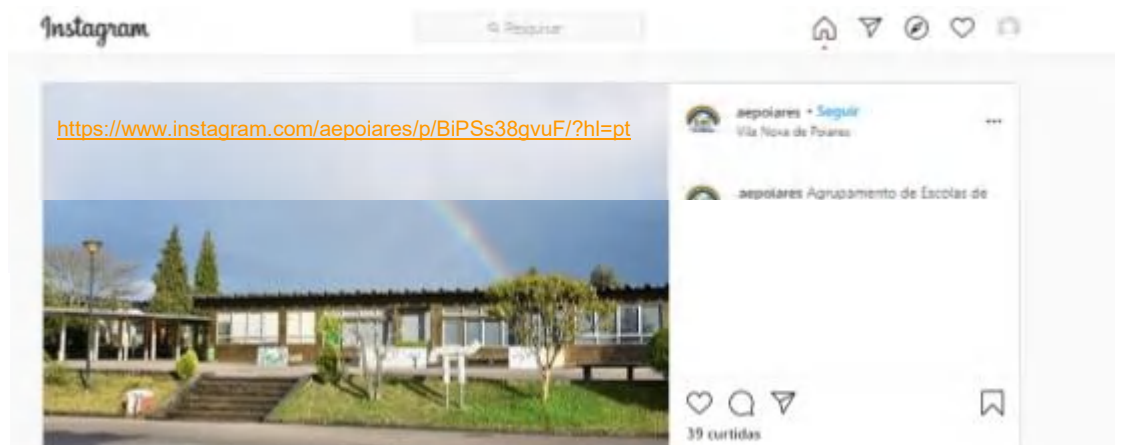 Instagram
Pesquisar
https://www.instagram.com/aepoiares/p/BiPSs38gvuF/?hl=pt
aepoiares • Seguir
Vila Nova de Poiares
aepoiares Agrupamento de Escolas de
39 curtidas